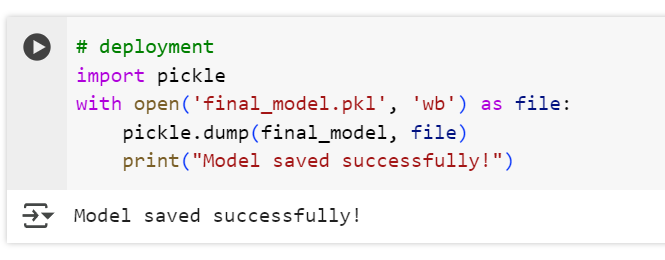 # deployment
import pickle
with open('final_model.pkl', 'wb') as file:
    pickle.dump(final_model, file)
    print("Model saved successfully!")
Model saved successfully!